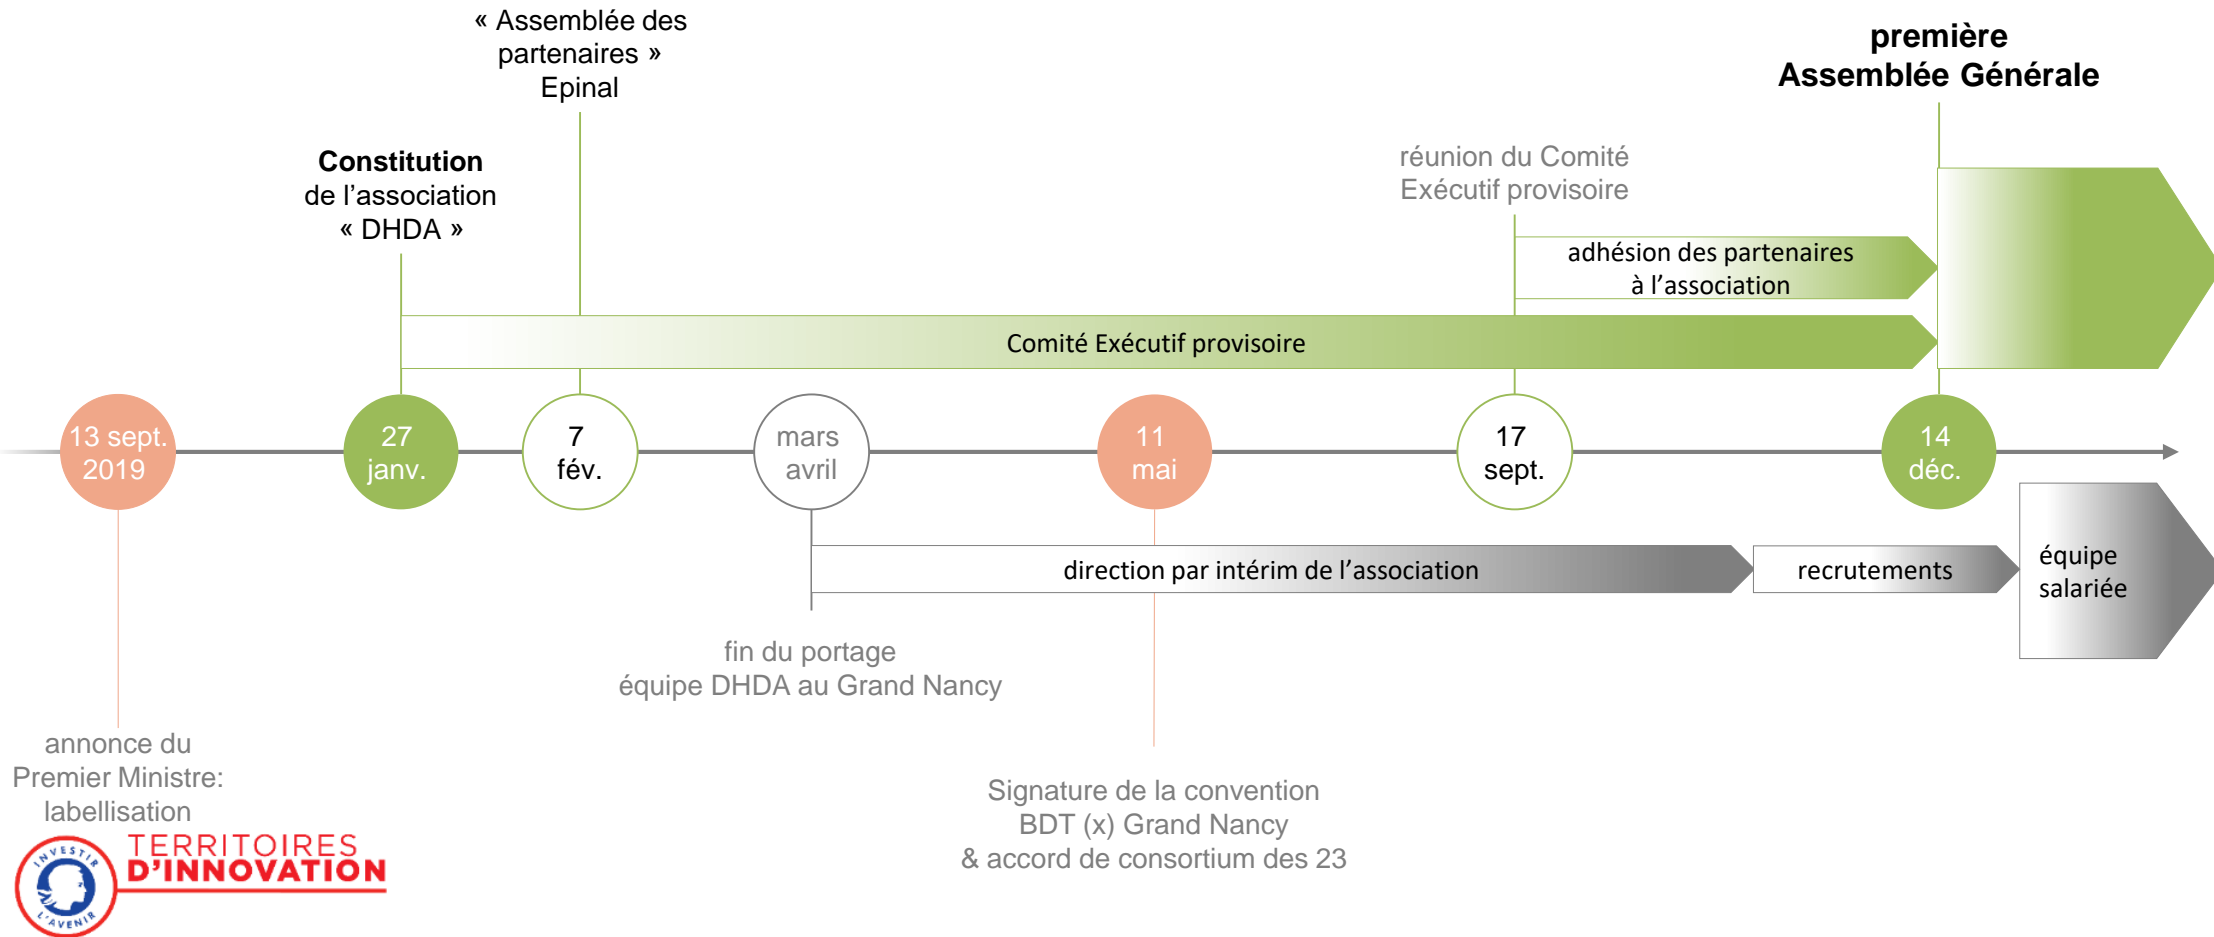 « Assemblée des
partenaires »
Epinal
première
Assemblée Générale
Constitution
de l’association
« DHDA »
réunion du Comité
Exécutif provisoire
adhésion des partenaires
à l’association
Comité Exécutif provisoire
13 sept.
2019
27
janv.
7
fév.
mars
avril
11
mai
17
sept.
14
déc.
direction par intérim de l’association
recrutements
équipe
salariée
fin du portage
équipe DHDA au Grand Nancy
annonce du
Premier Ministre:
labellisation
Signature de la convention
BDT (x) Grand Nancy
& accord de consortium des 23
INVESTIR
L'AVENIR
TERRITOIRES
D'INNOVATION